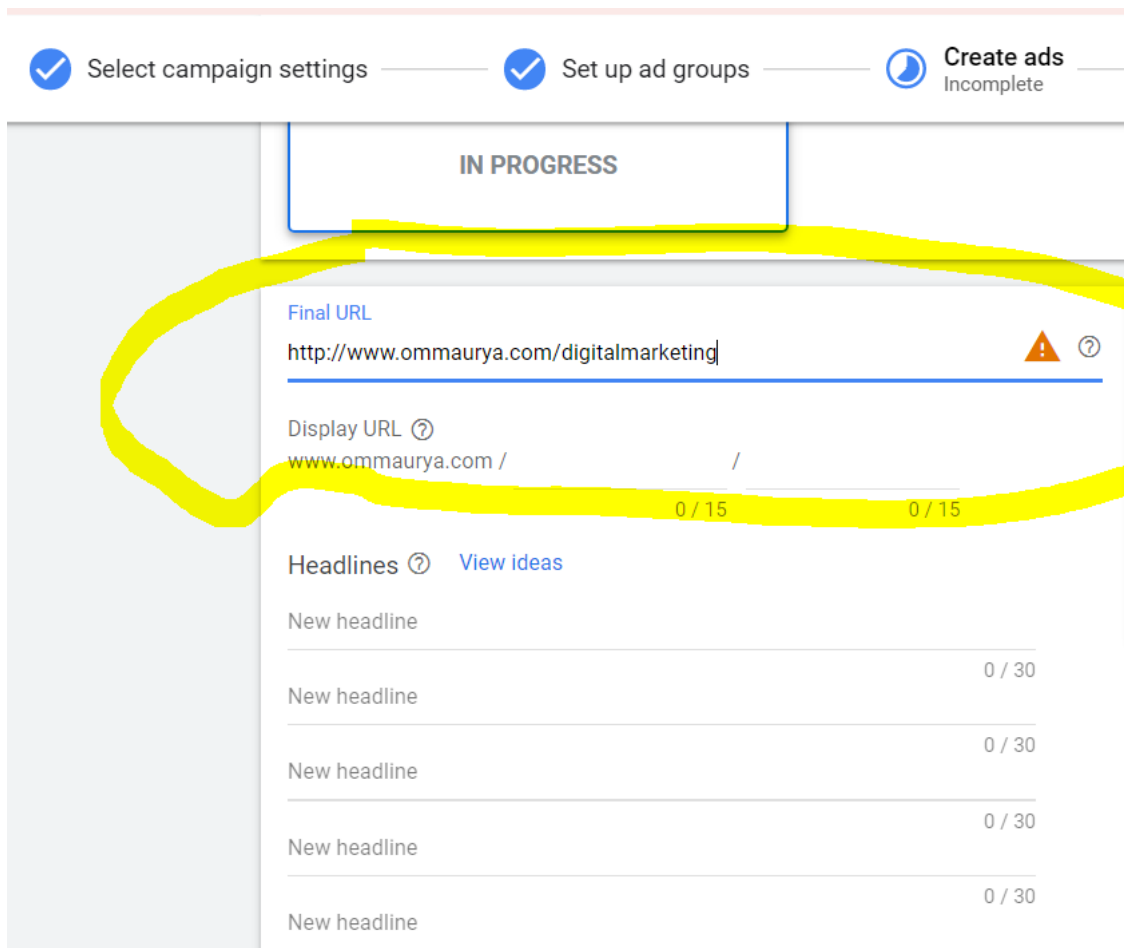 Select campaign settings
Set up ad groups
Create ads
Incomplete
IN PROGRESS
Final URL
http://www.ommaurya.com/digitalmarketing
Display URL
www.ommaurya.com / /
0 / 15 0 / 15
Headlines View ideas
New headline
0 / 30
New headline
0 / 30
New headline
0 / 30
New headline
0 / 30
New headline